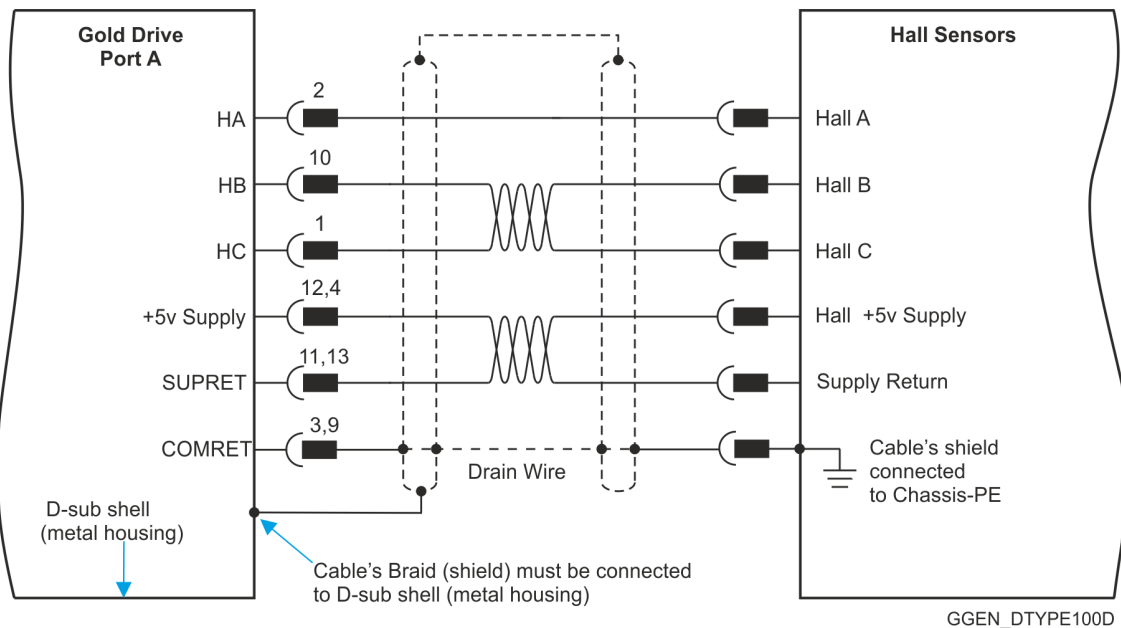 Gold Drive
Port A
Hall Sensors
2
HA
Hall A
10
HB
Hall B
1
HC
Hall C
12,4
+5v Supply
Hall +5v Supply
11,13
SUPRET
Supply Return
3,9
COMRET
Drain Wire
Cable's shield
connected
to Chassis-PE
D-sub shell
(metal housing)
Cable's Braid (shield) must be connected
to D-sub shell (metal housing)
GGEN_DTYPE100D